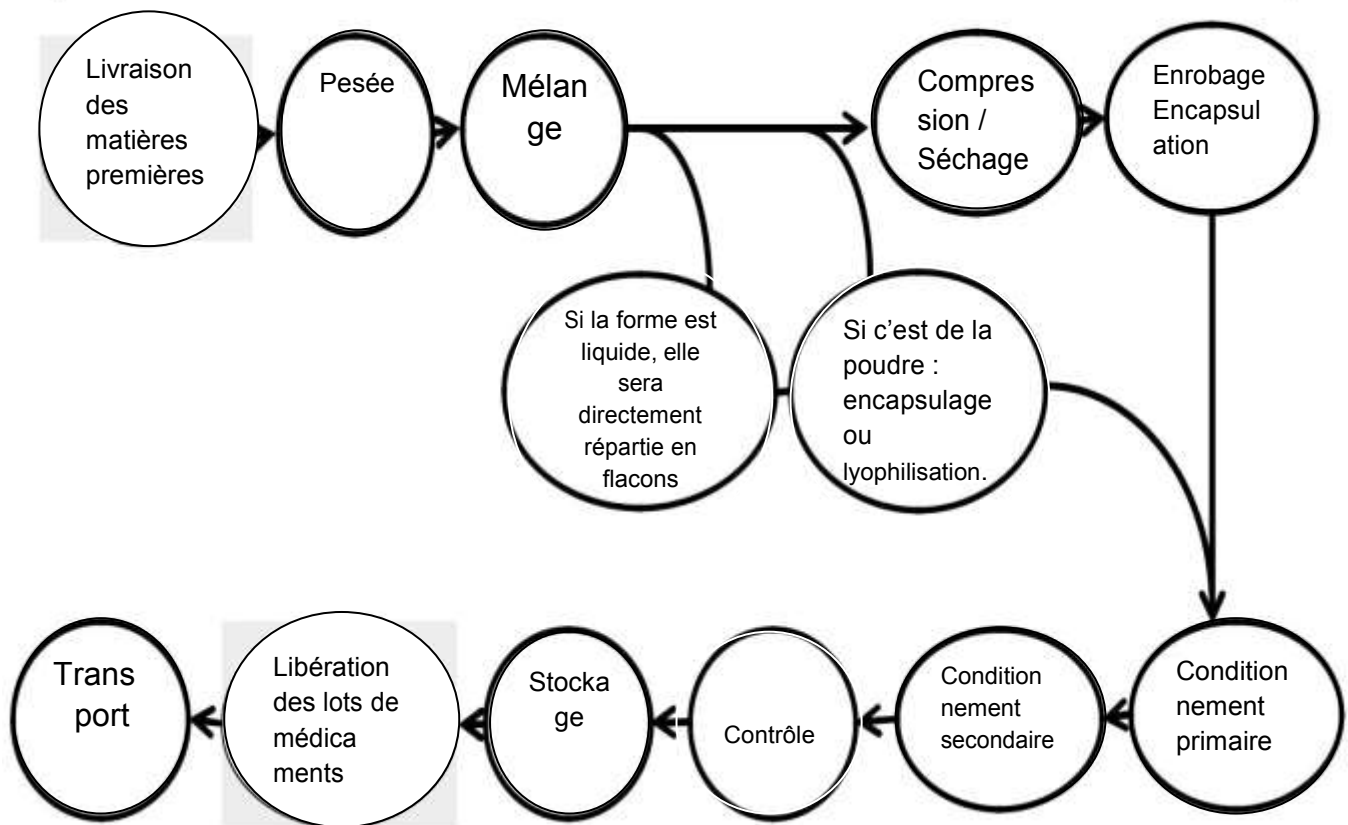 Livraison
des
matières
premières
Pesée
Mélan
ge
Compres
sion /
Séchage
Enrobage
Encapsul
ation
Si la forme est
liquide, elle
sera
directement
répartie en
flacons
Si c’est de la
poudre :
encapsulage
ou
lyophilisation.
Trans
port
Libération
des lots de
médica
ments
Stocka
ge
Contrôle
Condition
nement
secondaire
Condition
nement
primaire